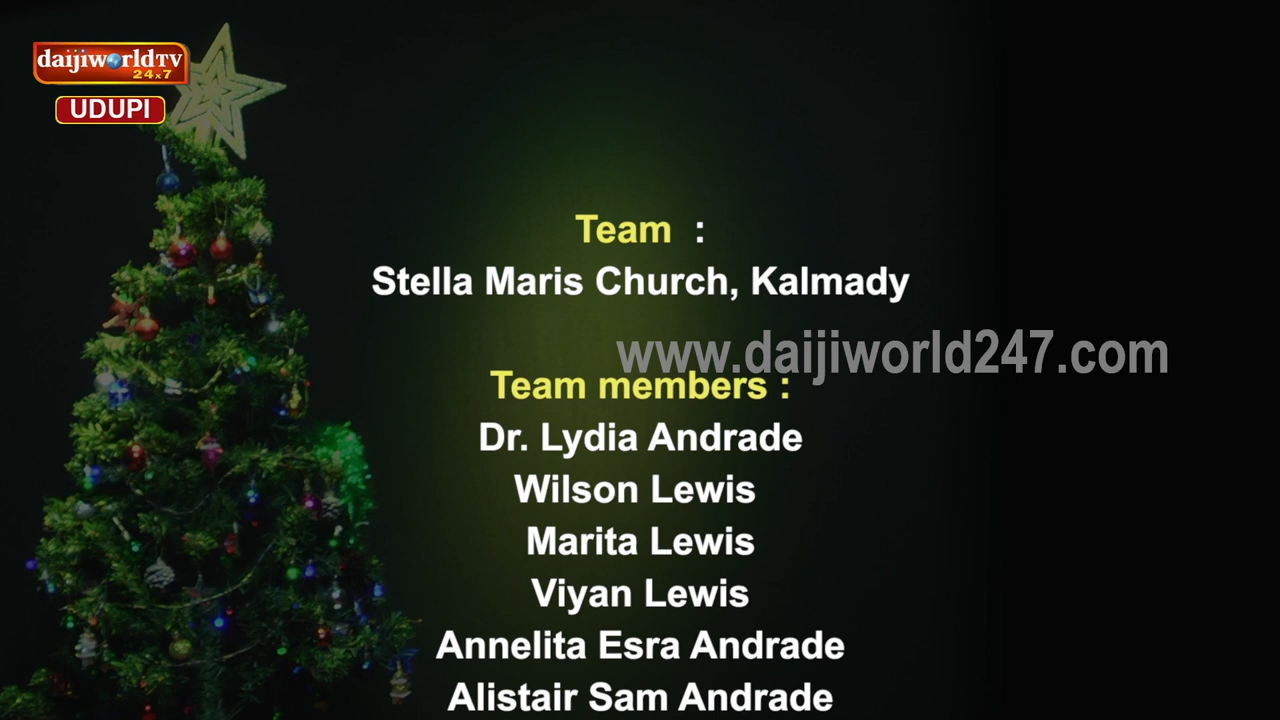 daijiworldTV
24x7
UDUPI
Team :
Stella Maris Church, Kalmady
www.daijiworld247.com
Team members :
Dr. Lydia Andrade
Wilson Lewis
Marita Lewis
Viyan Lewis
Annelita Esra Andrade
Alistair Sam Andrade